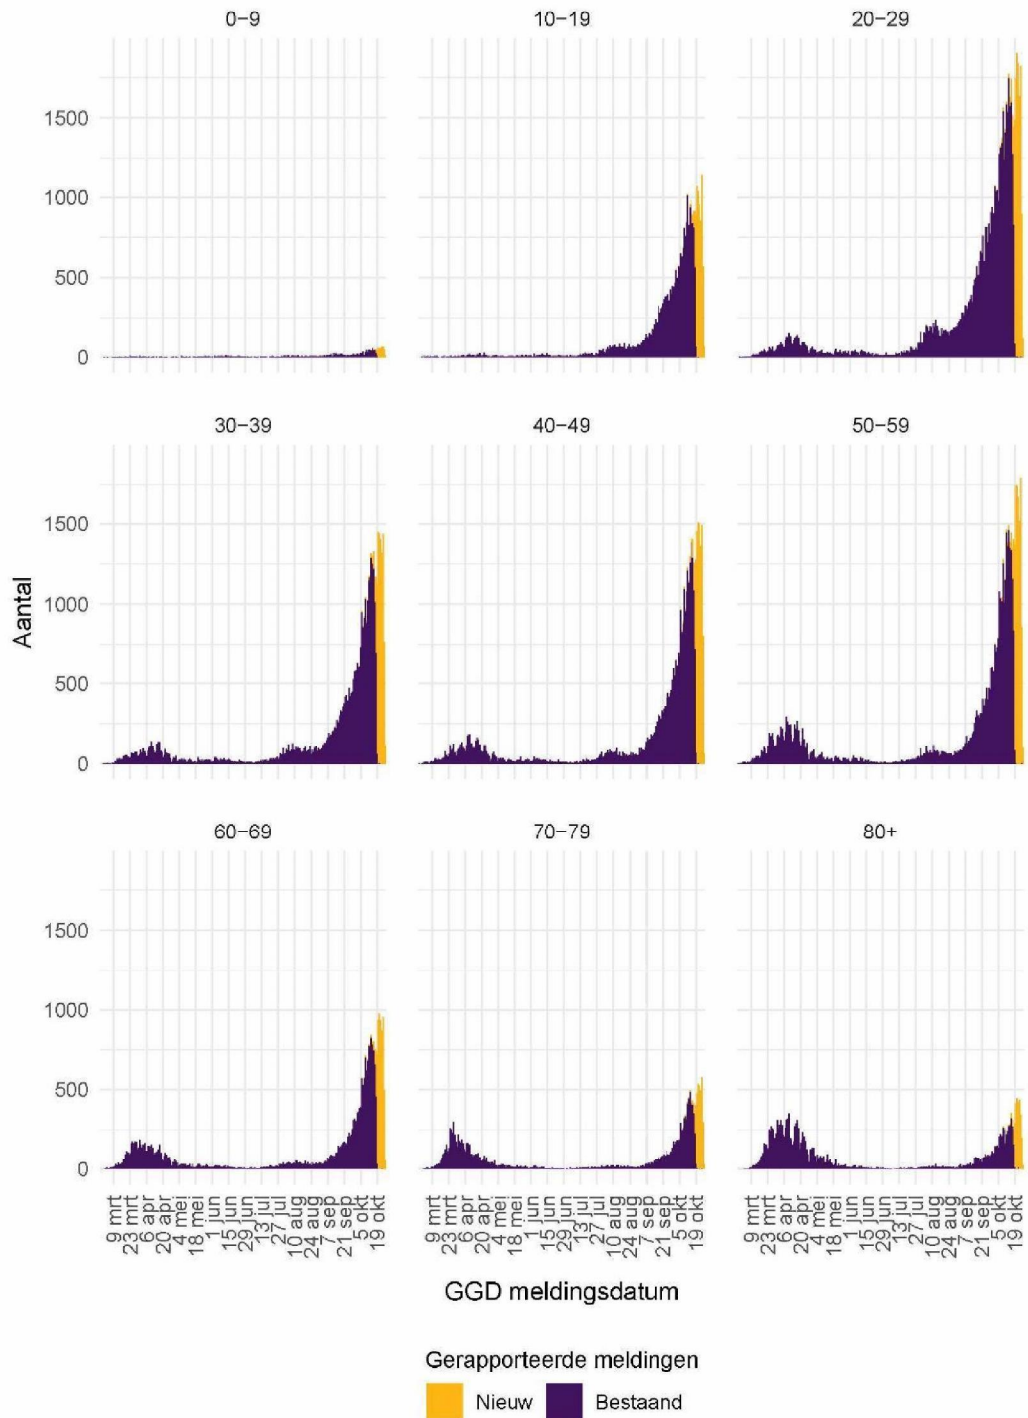 0−9 10−19 20−29
1500
1000
500
0
30−39 40−49 50−59
Aantal
1500
1000
500
0
60−69 70−79 80+
1500
1000
500
0
9 mrt 23 mrt 6 apr 20 apr 4 mei 18 mei 1 jun 15 jun 29 jun 13 jul 27 jul 10 aug 24 aug 7 sep 21 sep 5 okt 19 okt
9 mrt 23 mrt 6 apr 20 apr 4 mei 18 mei 1 jun 15 jun 29 jun 13 jul 27 jul 10 aug 24 aug 7 sep 21 sep 5 okt 19 okt
9 mrt 23 mrt 6 apr 20 apr 4 mei 18 mei 1 jun 15 jun 29 jun 13 jul 27 jul 10 aug 24 aug 7 sep 21 sep 5 okt 19 okt
GGD meldingsdatum
Gerapporteerde meldingen
Nieuw Bestaand